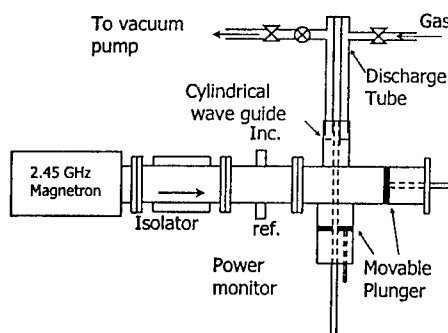 To vacuum
pump
Gas
Discharge
Tube
Cylindrical
wave guide
Inc.
2.45 GHz
Magnetron
Isolator
ref.
Power
monitor
Movable
Plunger